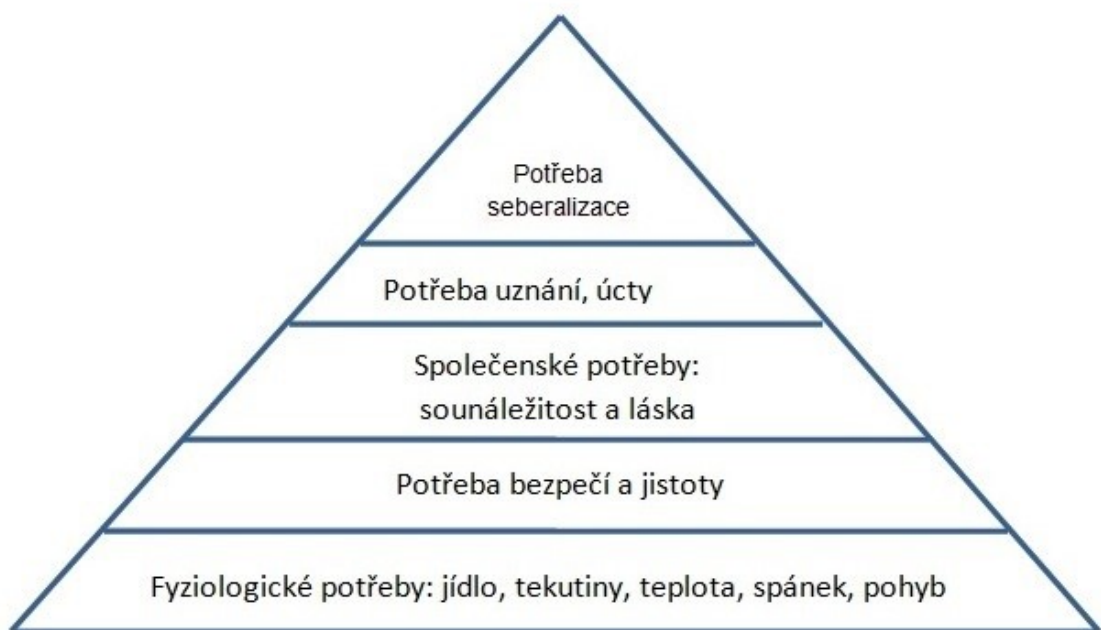 Potřeba
seberalizace
Potřeba uznání, úcty
Společenské potřeby:
sounáležitost a láska
Potřeba bezpečí a jistoty
Fyziologické potřeby: jídlo, tekutiny, teplota, spánek, pohyb